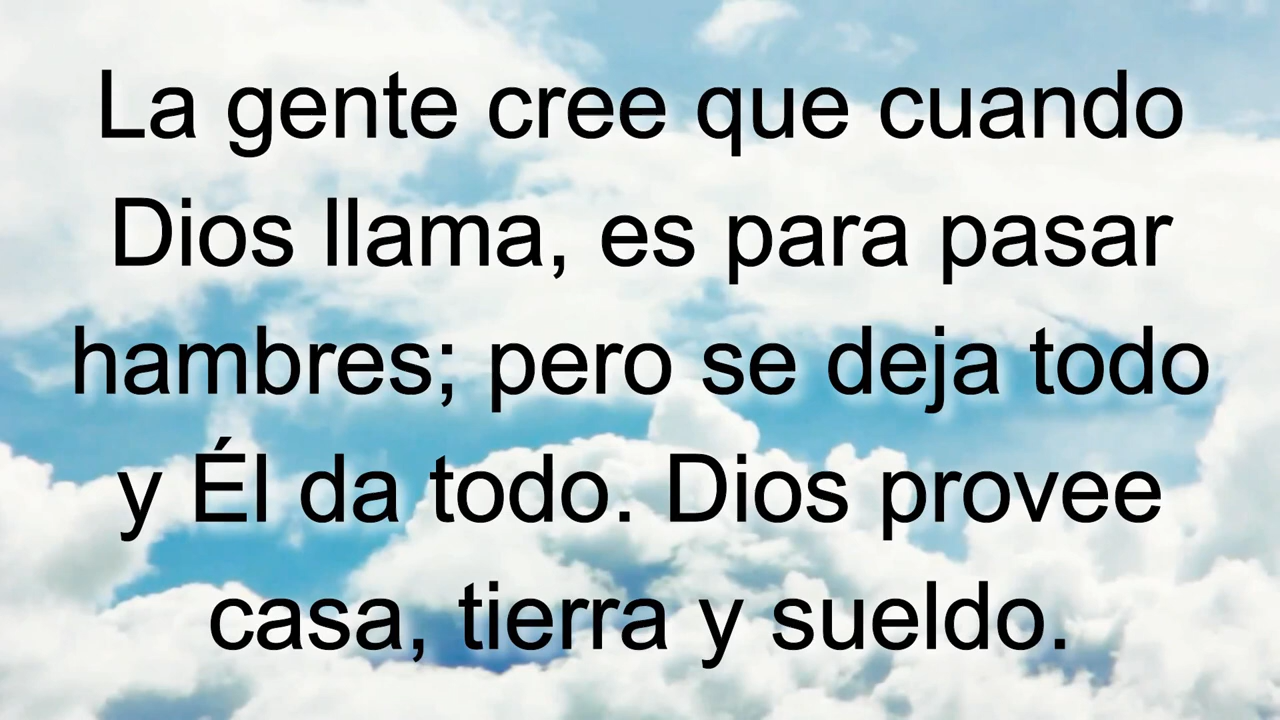 La gente cree que cuando
Dios llama, es para pasar
hambres; pero se deja todo
y Él da todo. Dios provee
casa, tierra y sueldo.